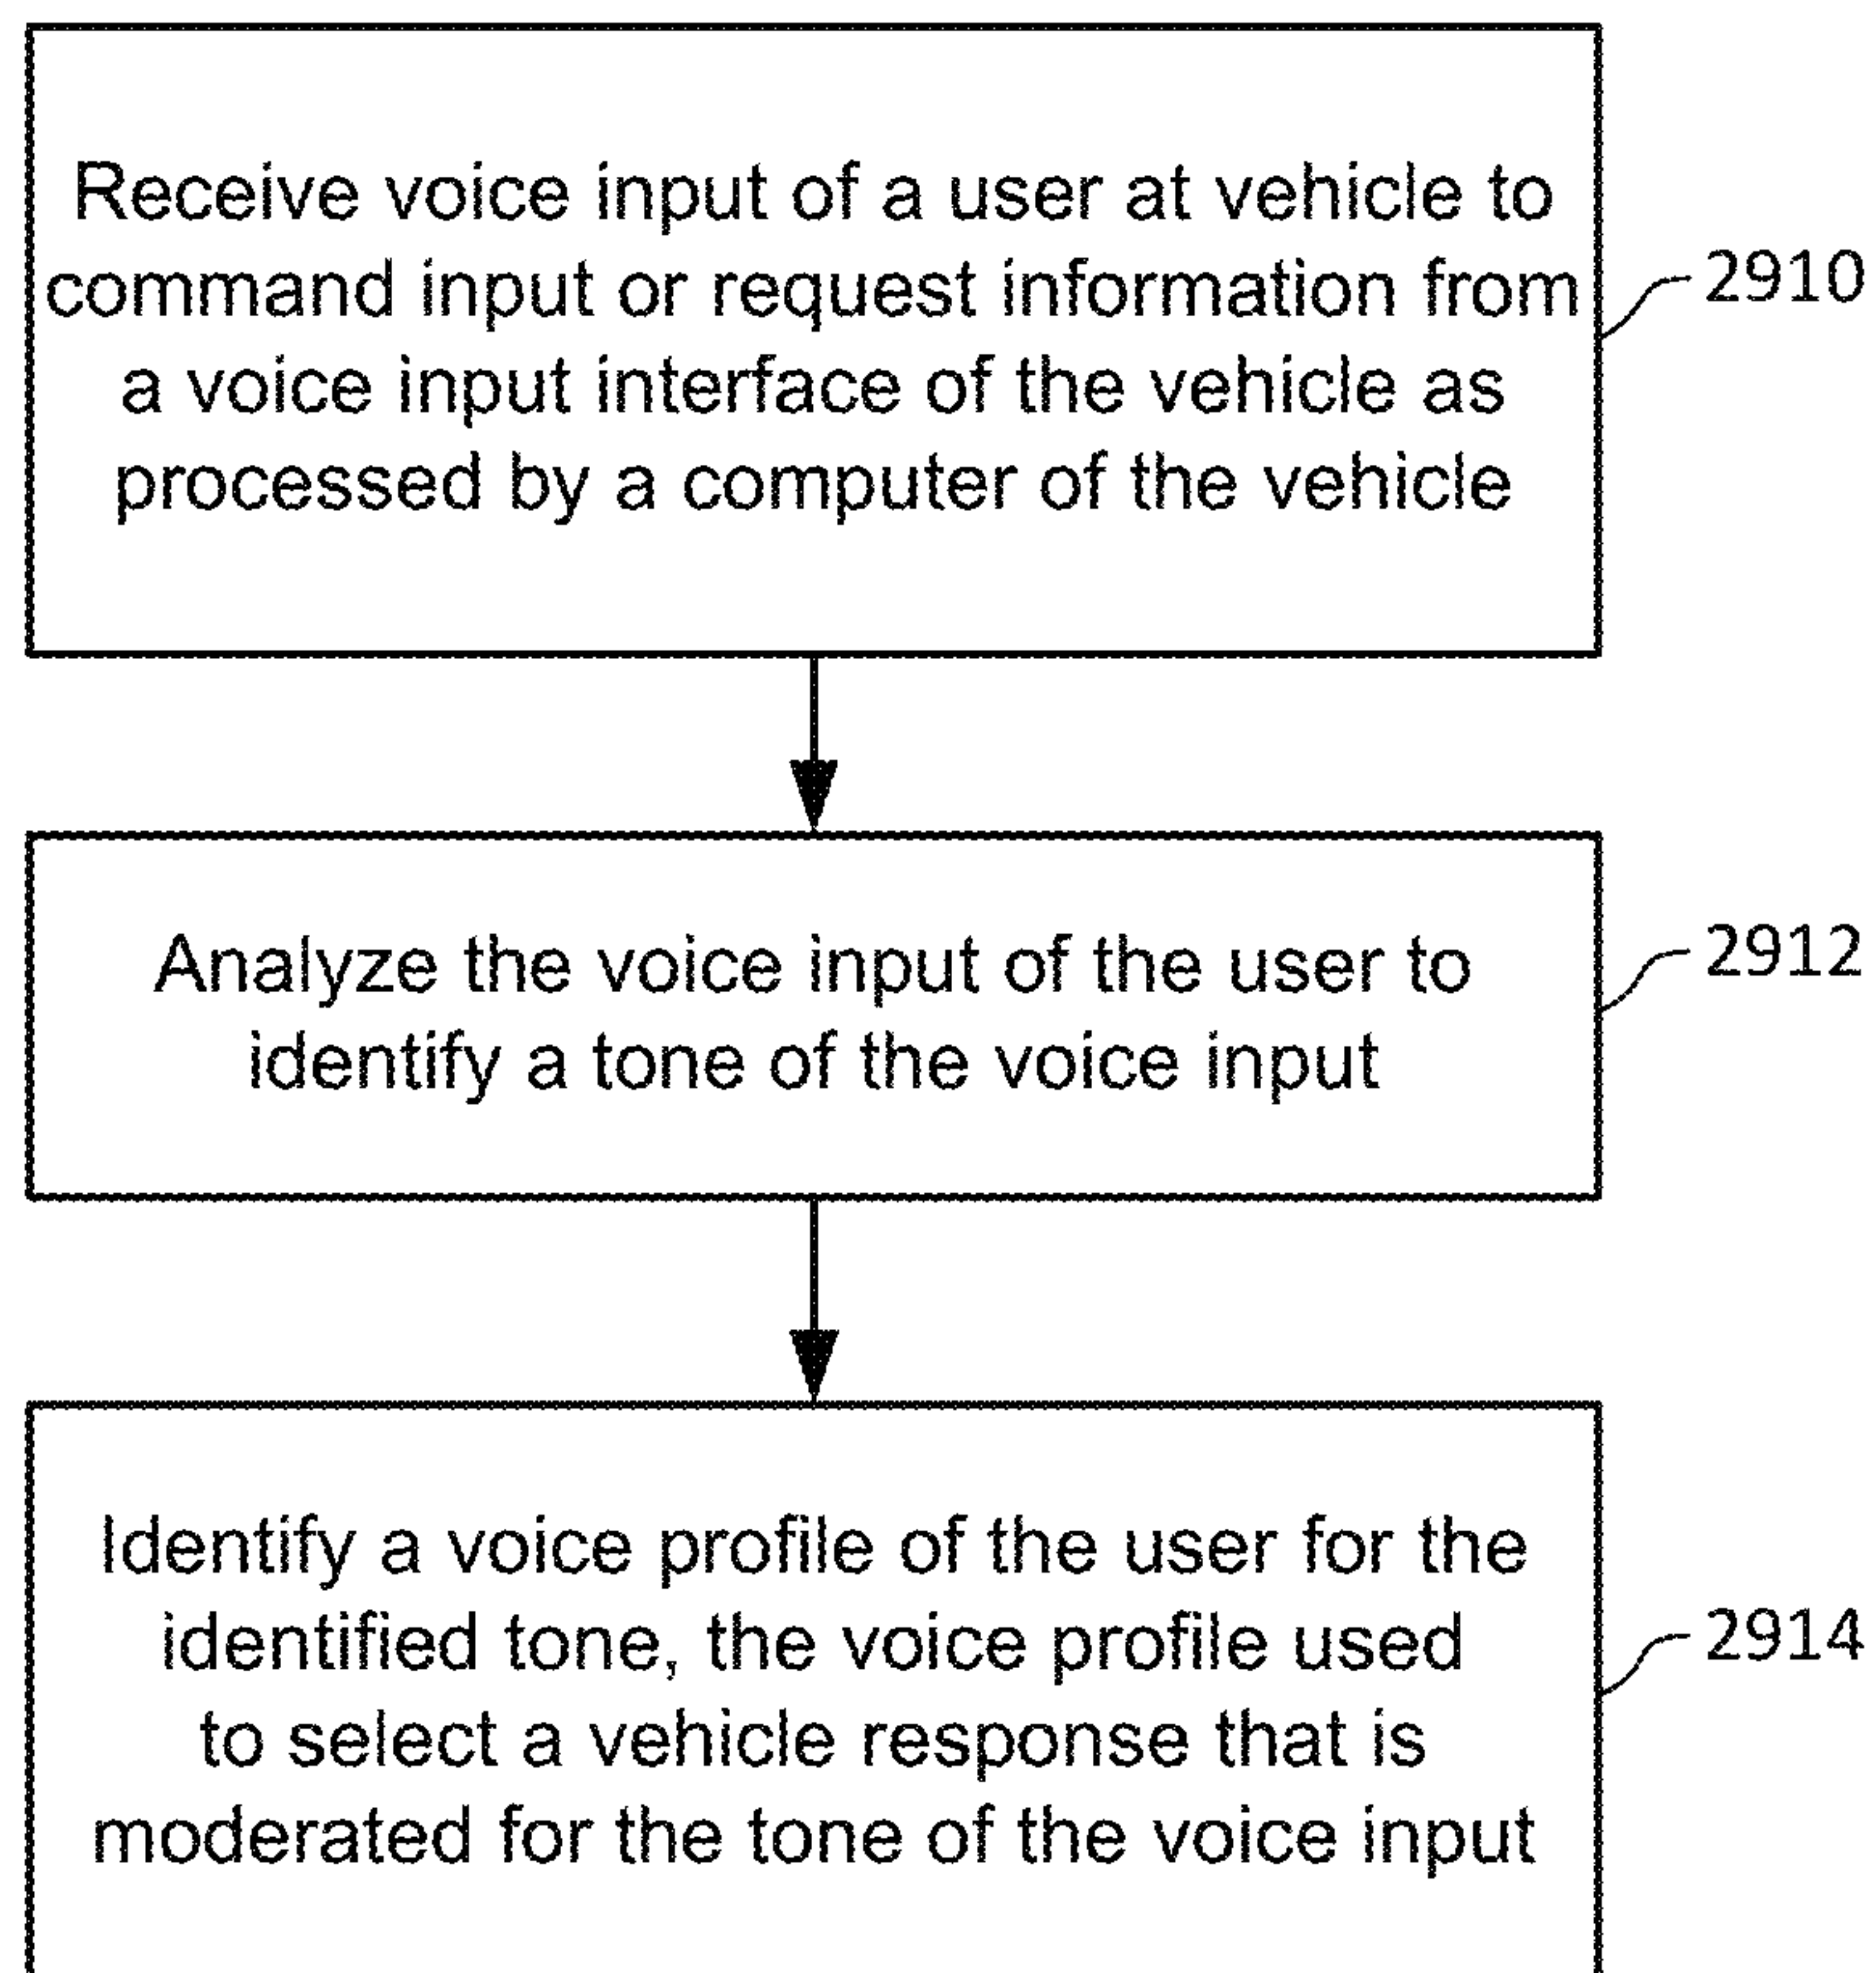 Receive voice input of a user at vehicle to
command input or request information from
a voice input interface of the vehicle as
processed by a computer of the vehicle
2910
Analyze the voice input of the user to
identify a tone of the voice input
2912
Identify a voice profile of the user for the
identified tone, the voice profile used
to select a vehicle response that is
moderated for the tone of the voice input
2914